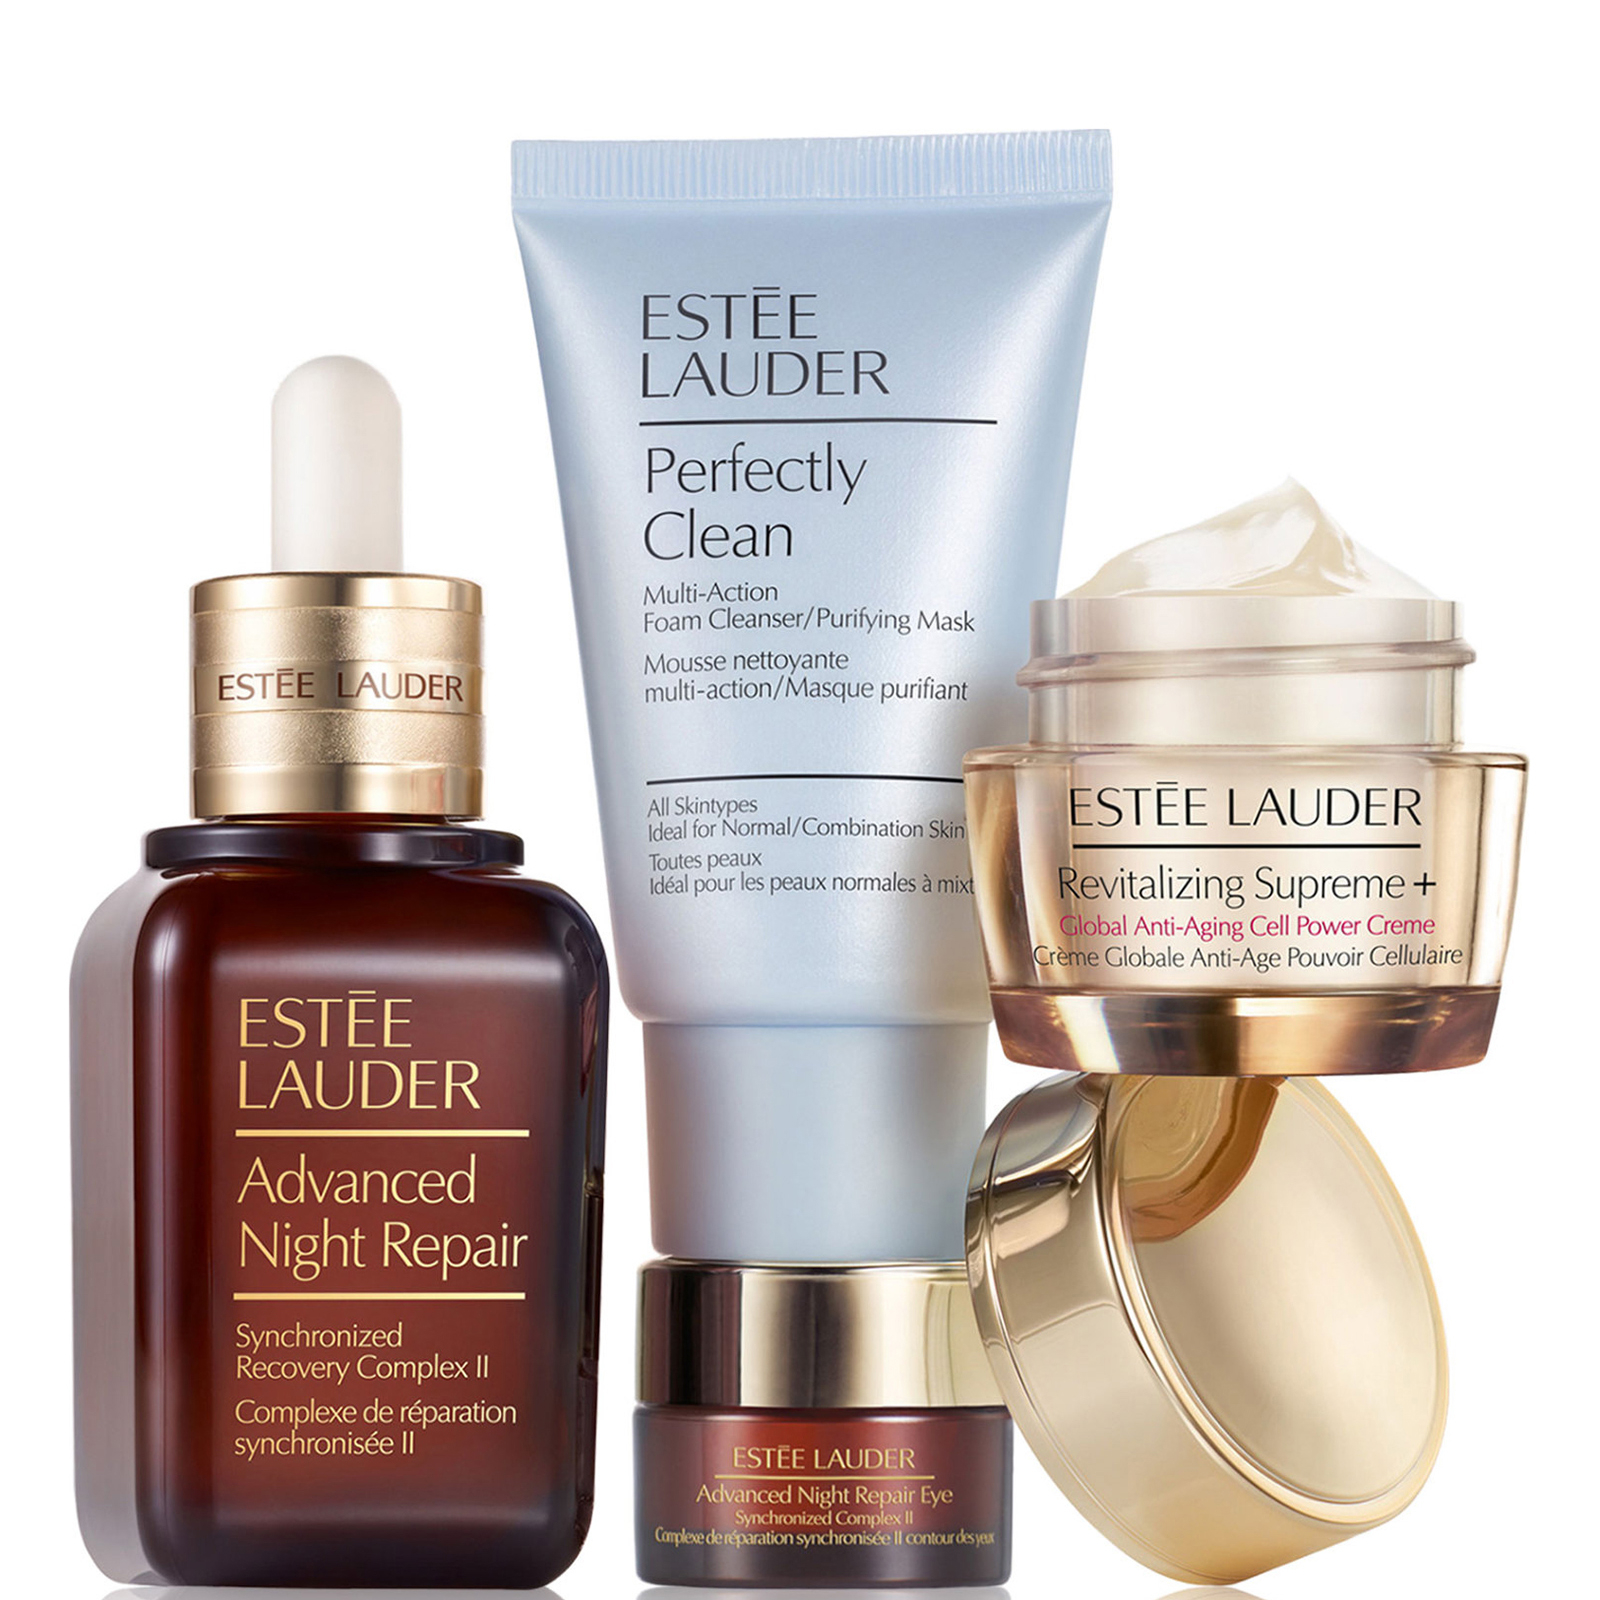 ESTĒE LAUDER
ESTĒE
LAUDER
Advanced
Night Repair
Synchronized
Recovery Complex II
Complexe de réparation
synchronisée II
ESTĒE
LAUDER
Perfectly
Clean
Multi-Action
Foam Cleanser/Purifying Mask
Mousse nettoyante
multi-action/Masque purifiant
All Skintypes
Ideal for Normal/Combination Skin
Toutes peaux
Idéal pour les peaux normales à mixt
ESTĒE LAUDER
Revitalizing Supreme+
Global Anti-Aging Cell Power Creme
Crème Globale Anti-Age Pouvoir Cellulaire
ESTĒE LAUDER
Advanced Night Repair Eye
Synchronized Complex II
Complexe de réparation synchronisée II contour des yeux